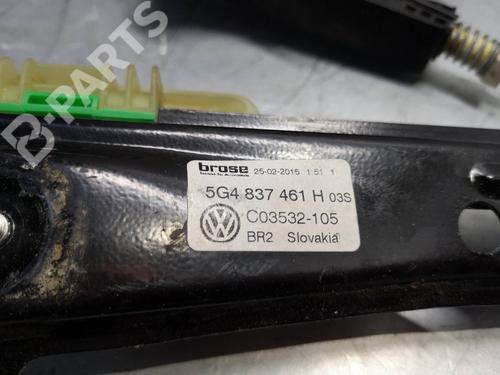 B-PARTS
brose
25-02-2015 1:51 1
5G4 837 461 H 03S
C03532-105
BR2 Slovakia